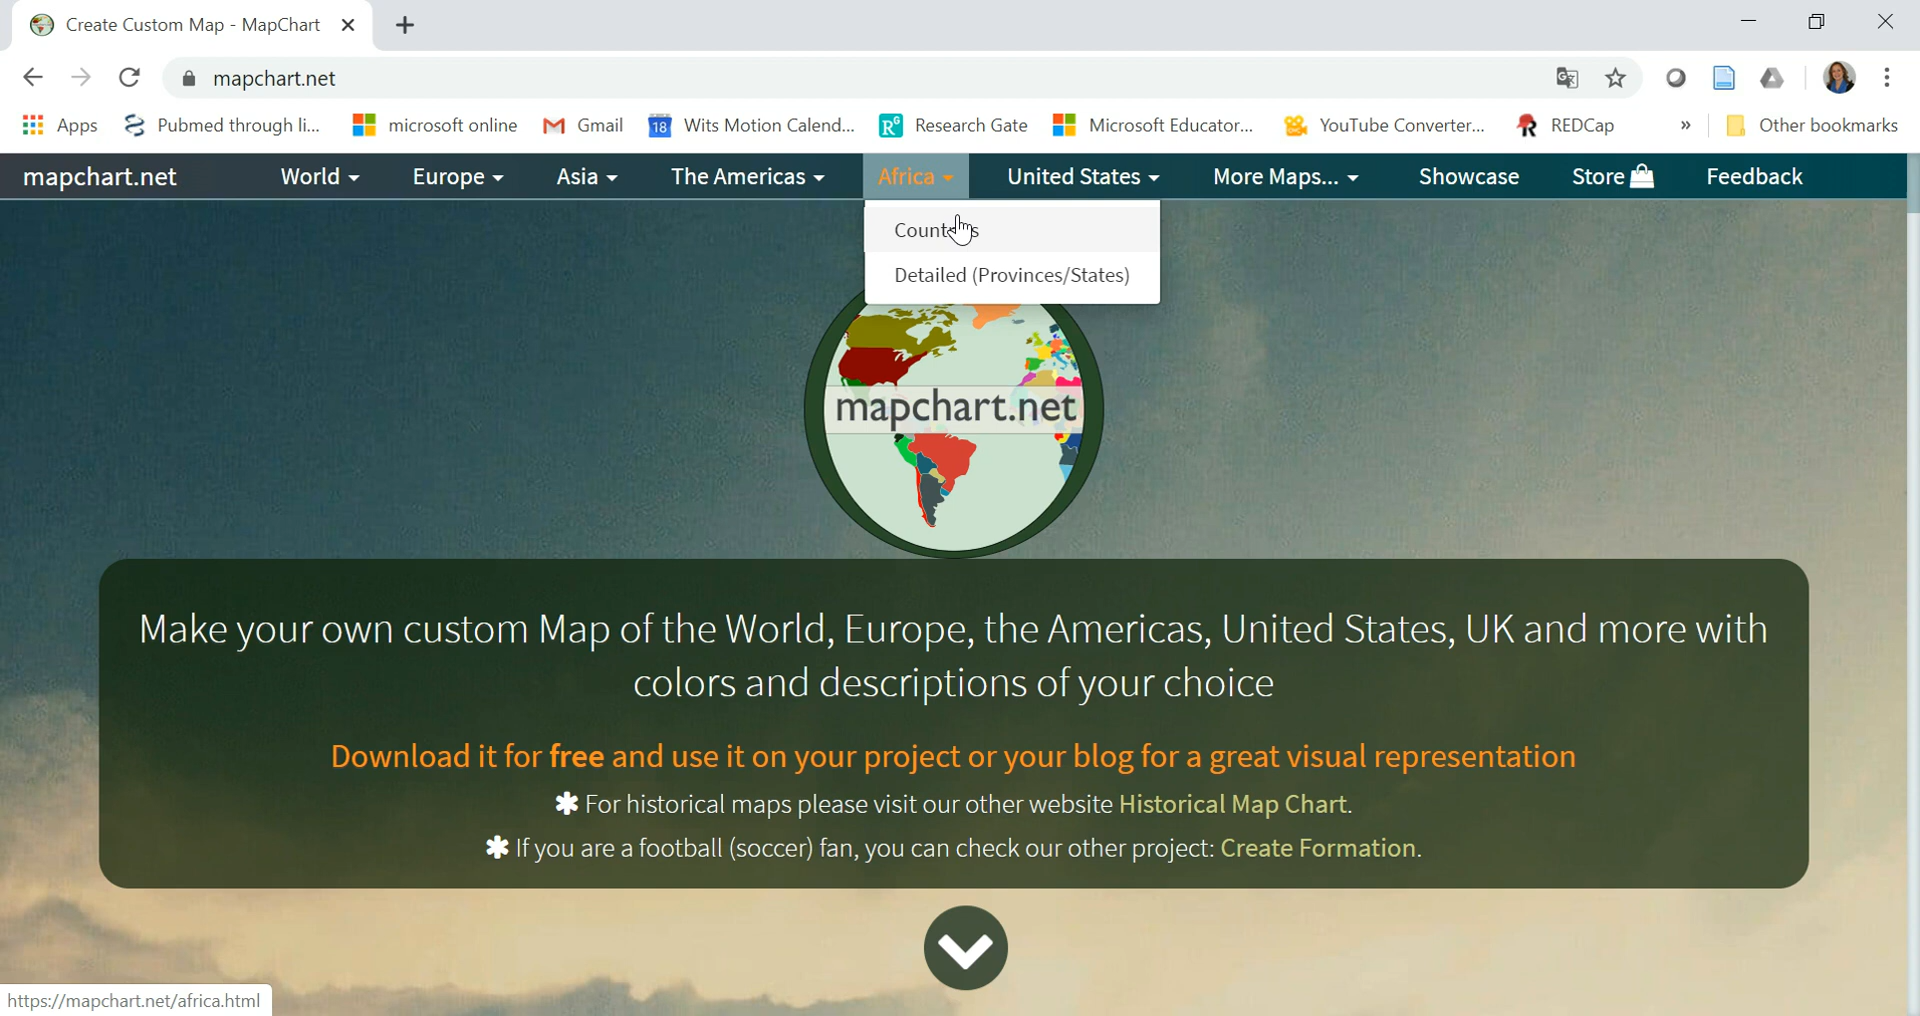 Create Custom Map - MapChart
mapchart.net
Apps Pubmed through li... microsoft online Gmail 18 Wits Motion Calend... RG Research Gate Microsoft Educator... YouTube Converter... REDCap » Other bookmarks
mapchart.net World Europe Asia The Americas Africa United States More Maps... Showcase Store Feedback
Detailed (Provinces/States)
mapchart.net
Make your own custom Map of the World, Europe, the Americas, United States, UK and more with
colors and descriptions of your choice
Download it for free and use it on your project or your blog for a great visual representation
✱ For historical maps please visit our other website Historical Map Chart.
✱ If you are a football (soccer) fan, you can check our other project: Create Formation.
https://mapchart.net/africa.html